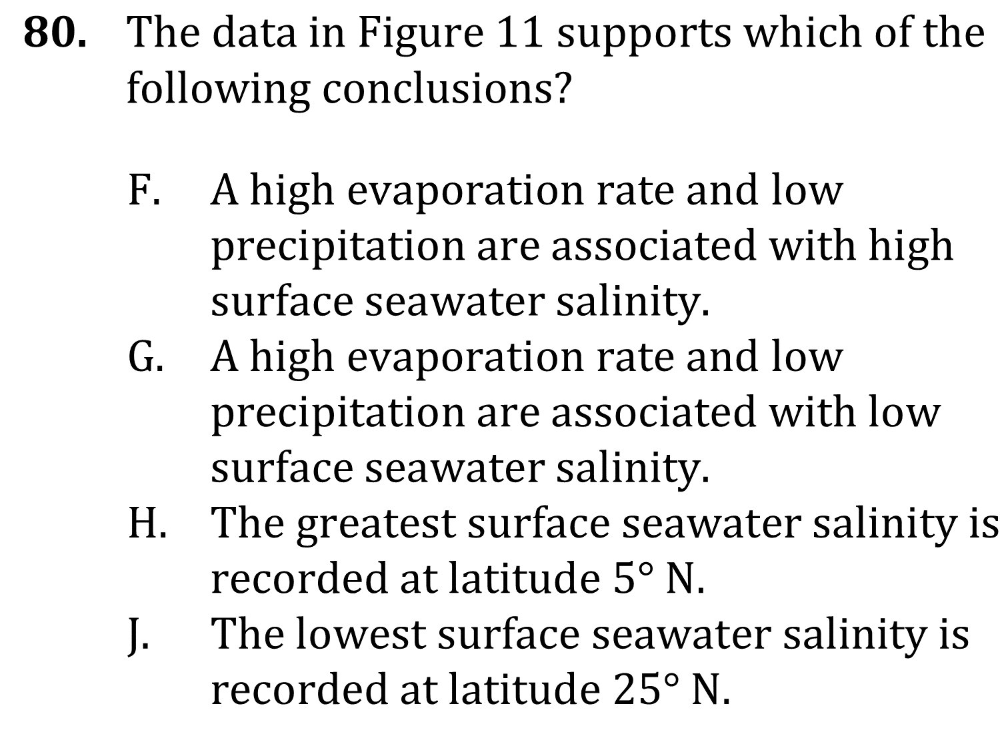 80. The data in Figure 11 supports which of the
following conclusions?
F. A high evaporation rate and low
precipitation are associated with high
surface seawater salinity.
G. A high evaporation rate and low
precipitation are associated with low
surface seawater salinity.
H. The greatest surface seawater salinity is
recorded at latitude 5° N.
J. The lowest surface seawater salinity is
recorded at latitude 25° N.